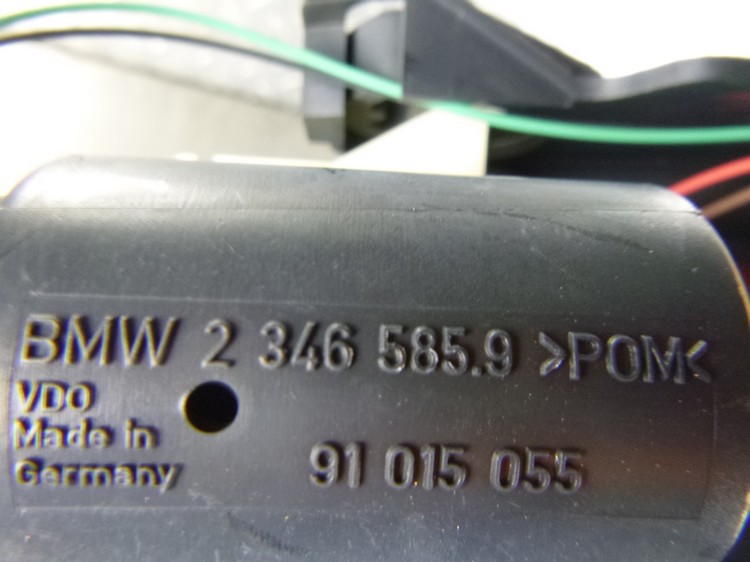 BMW 2 346 585.9 >POM<
VDO
Made in
Germany
91 015 055